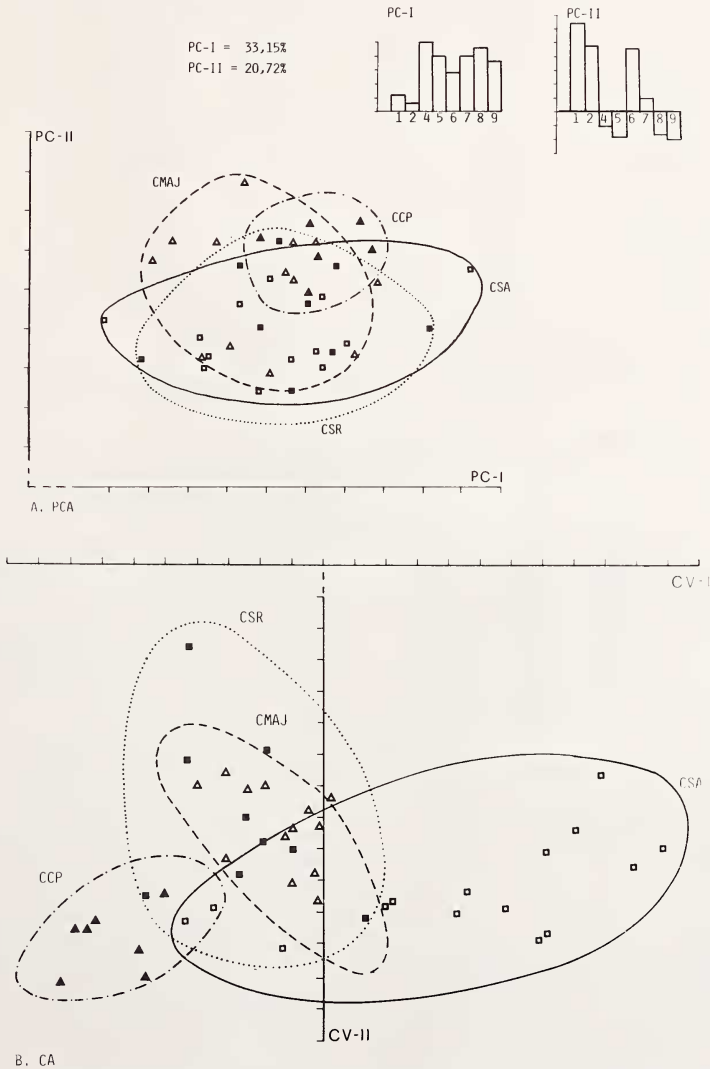 PC-I
PC-II
PC-I = 33,15%
PC-II = 20,72%
1 2 4 5 6 7 8 9
1 2 4 5 6 7 8 9
PC-II
CMAJ
CCP
CSA
CSR
PC-I
A. PCA
CV-I
CSR
CMAJ
CSA
CCP
CV-II
B. CA